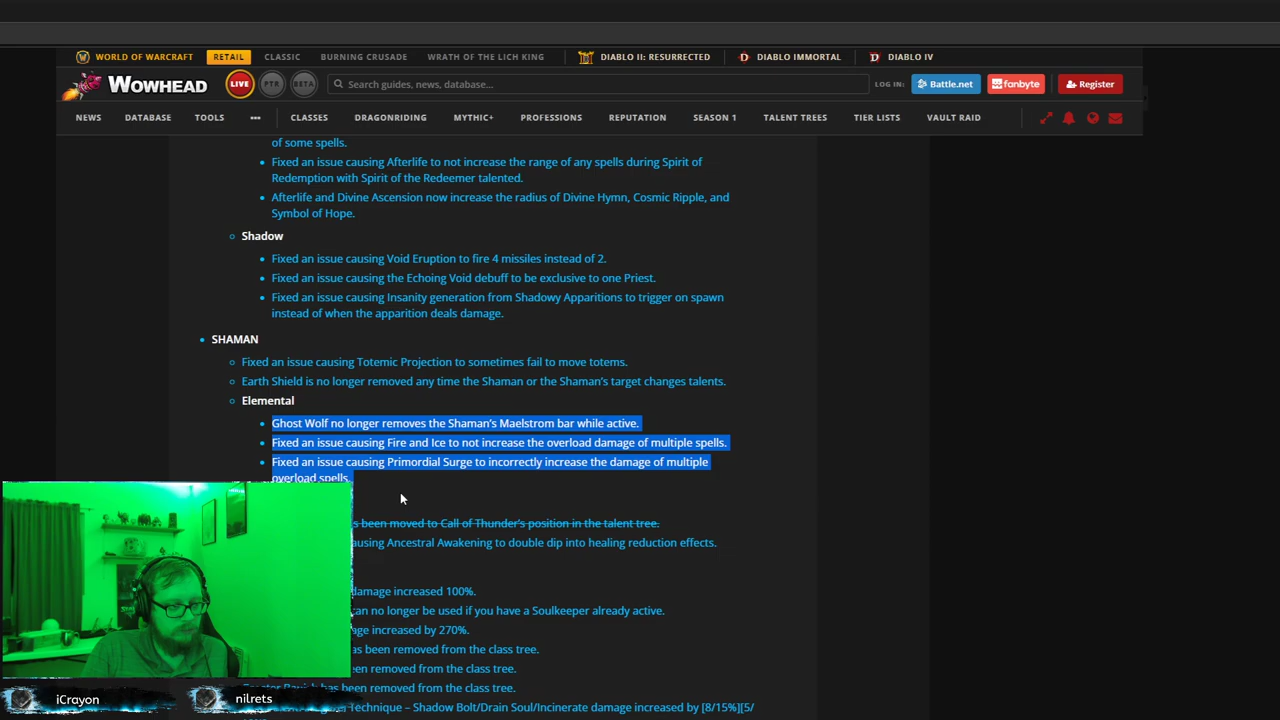 WORLD OF WARCRAFT RETAIL CLASSIC BURNING CRUSADE WRATH OF THE LICH KING DIABLO II: RESURRECTED DIABLO IMMORTAL DIABLO IV
WOWHEAD LIVE PTR BETA Search guides, news, database... LOG IN: Battle.net fanbyte Register
NEWS DATABASE TOOLS ••• CLASSES DRAGONRIDING MYTHIC+ PROFESSIONS REPUTATION SEASON 1 TALENT TREES TIER LISTS VAULT RAID
of some spells.
Fixed an issue causing Afterlife to not increase the range of any spells during Spirit of
Redemption with Spirit of the Redeemer talented.
Afterlife and Divine Ascension now increase the radius of Divine Hymn, Cosmic Ripple, and
Symbol of Hope.
Shadow
Fixed an issue causing Void Eruption to fire 4 missiles instead of 2.
Fixed an issue causing the Echoing Void debuff to be exclusive to one Priest.
Fixed an issue causing Insanity generation from Shadowy Apparitions to trigger on spawn
instead of when the apparition deals damage.
SHAMAN
Fixed an issue causing Totemic Projection to sometimes fail to move totems.
Earth Shield is no longer removed any time the Shaman or the Shaman's target changes talents.
Elemental
Ghost Wolf no longer removes the Shaman's Maelstrom bar while active.
Fixed an issue causing Fire and Ice to not increase the overload damage of multiple spells.
Fixed an issue causing Primordial Surge to incorrectly increase the damage of multiple
overload spells.
as been moved to Call of Thunder's position in the talent tree.
ausing Ancestral Awakening to double dip into healing reduction effects.
damage increased 100%.
can no longer be used if you have a Soulkeeper already active.
age increased by 270%.
as been removed from the class tree.
een removed from the class tree.
has been removed from the class tree.
Technique – Shadow Bolt/Drain Soul/Incinerate damage increased by [8/15%][5/
iCrayon nilrets